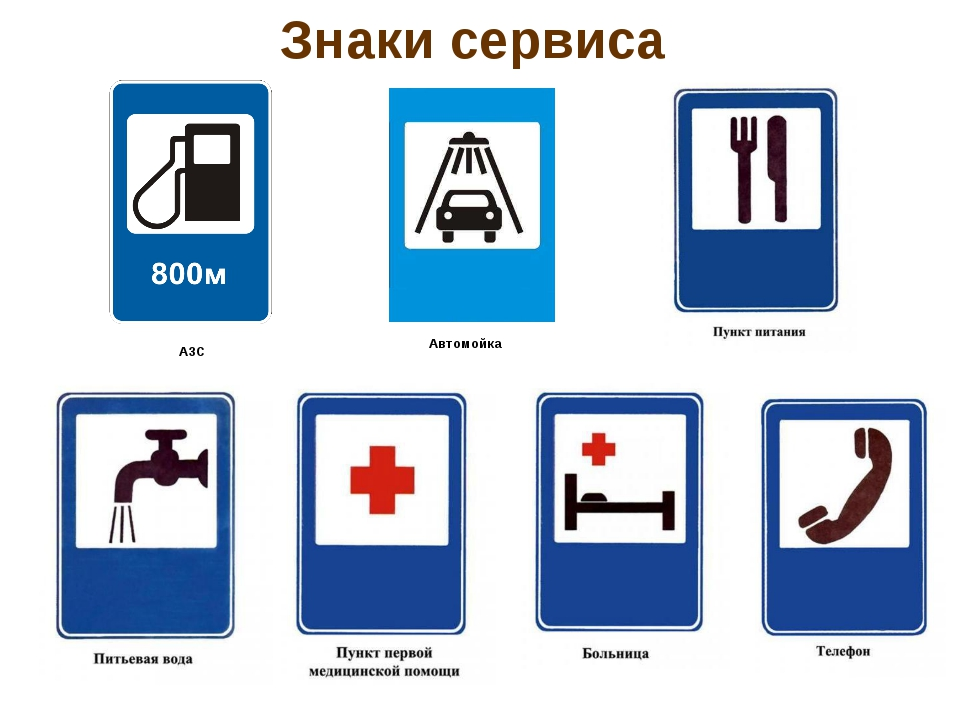 Знаки сервиса
800м
АЗС
Автомойка
Пункт питания
Питьевая вода
Пункт первой
медицинской помощи
Больница
Телефон